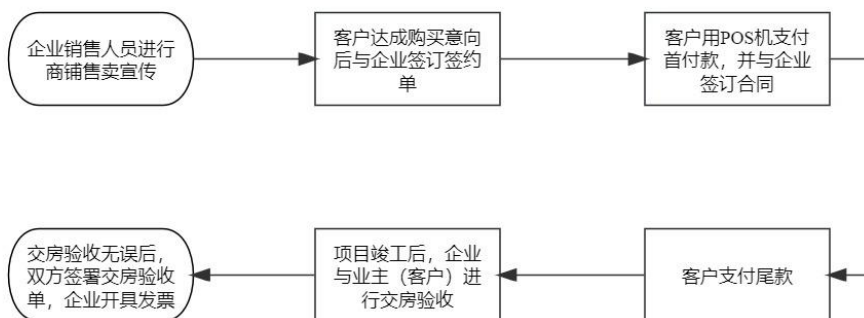 企业销售人员进行
商铺售卖宣传
客户达成购买意向
后与企业签订签约
单
客户用POS机支付
首付款，并与企业
签订合同
交房验收无误后，
双方签署交房验收
单，企业开具发票
项目竣工后，企业
与业主（客户）进
行交房验收
客户支付尾款